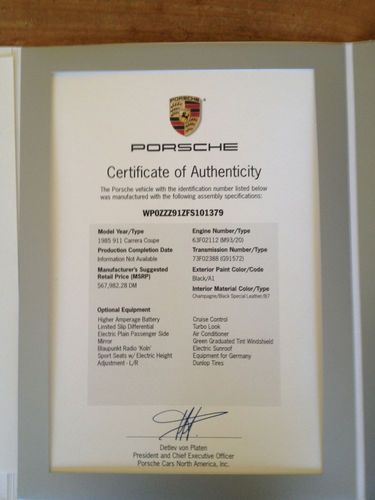 PORSCHE
PORSCHE
Certificate of Authenticity
The Porsche vehicle with the identification number listed below
was manufactured with the following assembly specifications:
WP0ZZZ91ZFS101379
Model Year/Type
1985 911 Carrera Coupe
Production Completion Date
Information Not Available
Manufacturer's Suggested
Retail Price (MSRP)
567,982.28 DM
Engine Number/Type
63F02112 (M93/20)
Transmission Number/Type
73F02388 (G91572)
Exterior Paint Color/Code
Black/A1
Interior Material Color/Type
Champagne/Black Special Leather/
Optional Equipment
Higher Amperage Battery
Limited Slip Differential
Electric Plain Passenger Side
Mirror
Blaupunkt Radio 'Koln'
Sport Seats w/ Electric Height
Adjustment - L/R
Cruise Control
Turbo Look
Air Conditioner
Green Graduated Tint Windshield
Electric Sunroof
Equipment for Germany
Dunlop Tires
Detlev von Platen
President and Chief Executive Officer
Porsche Cars North America, Inc.